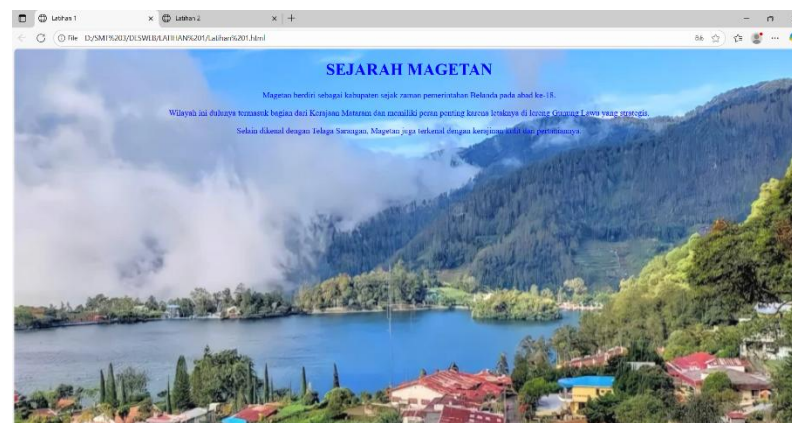 Latihan 1
Latihan 2
File D:/SMT%203/DESWEB/LATIHAN%201/Latihan%201.html
SEJARAH MAGETAN
Magetan berdiri sebagai kabupaten sejak zaman pemerintahan Belanda pada abad ke-18.
Wilayah ini dulunya termasuk bagian dari Kerajaan Mataram dan memiliki peran penting karena letaknya di lereng Gunung Lawu yang strategis.
Selain dikenal dengan Telaga Sarangan, Magetan juga terkenal dengan kerajinan kulit dan pertaniannya.